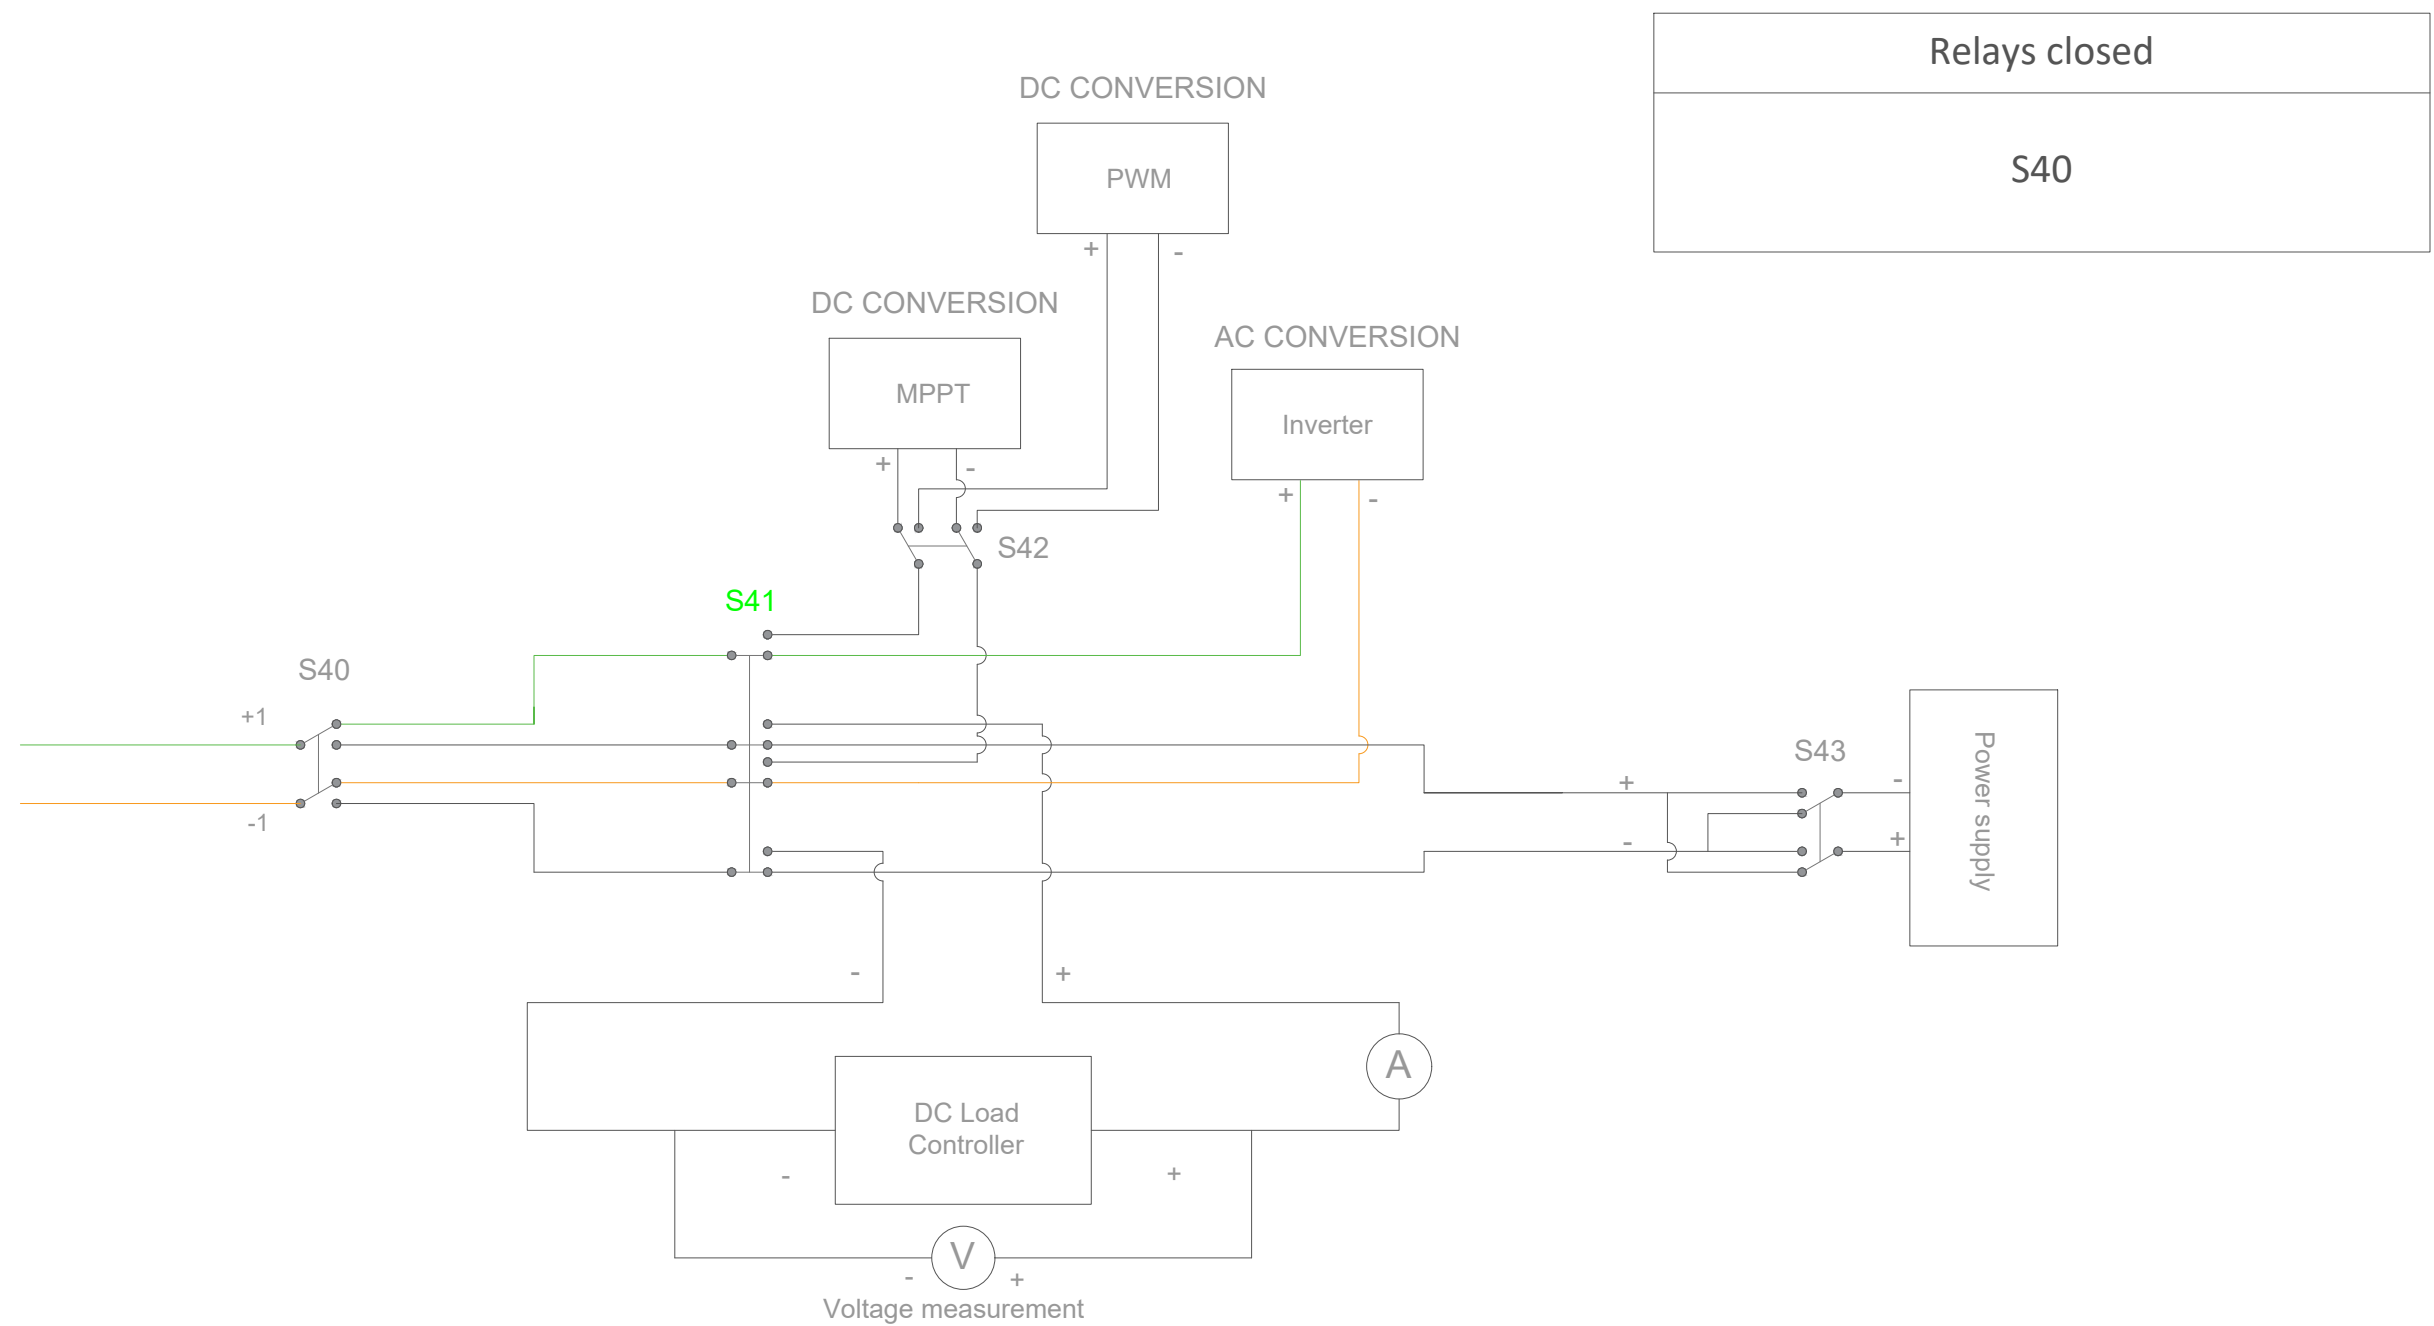 Relays closed
S40
DC CONVERSION
PWM
+ -
DC CONVERSION
MPPT
+ -
AC CONVERSION
Inverter
+ -
S42
S41
S40
+1
-1
S43
+
-
-
+
Power supply
- +
A
DC Load
Controller
- +
V
- +
Voltage measurement